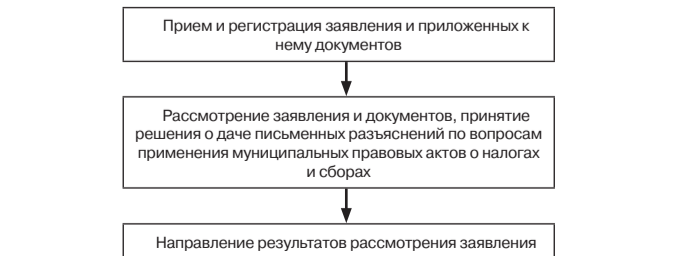 Прием и регистрация заявления и приложенных к
нему документов
Рассмотрение заявления и документов, принятие
решения о даче письменных разъяснений по вопросам
применения муниципальных правовых актов о налогах
и сборах
Направление результатов рассмотрения заявления